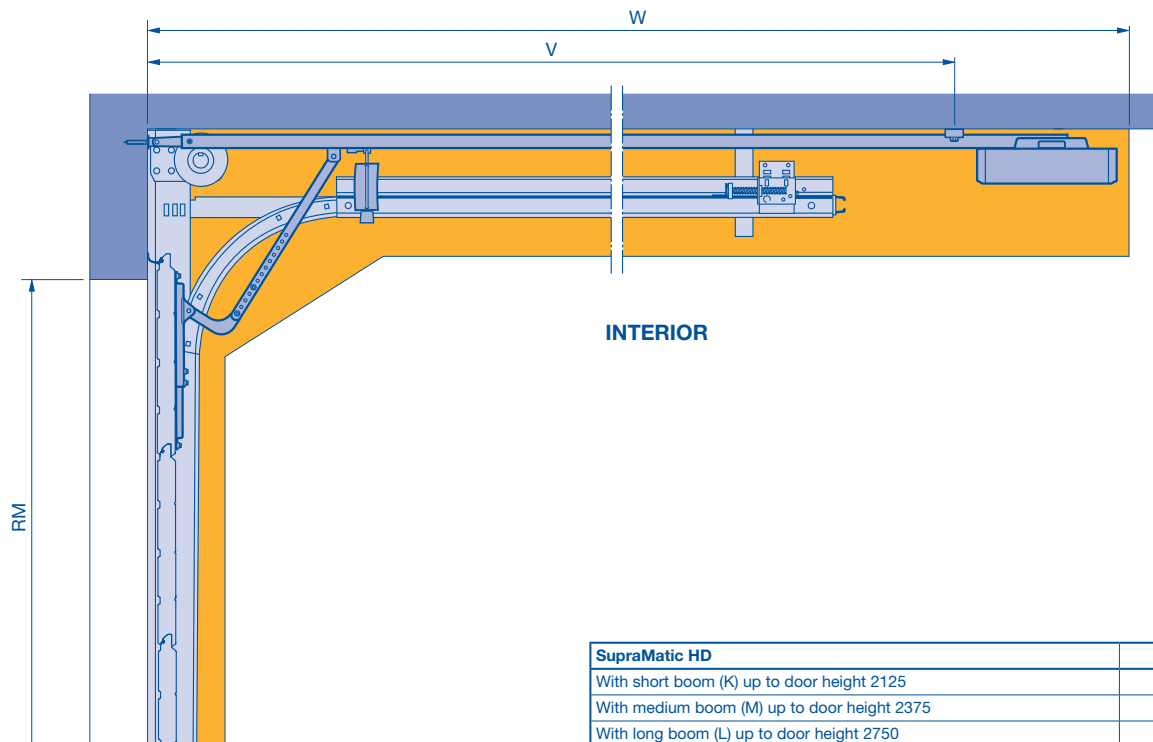 W
V
INTERIOR
RM
SupraMatic HD
With short boom (K) up to door height 2125
With medium boom (M) up to door height 2375
With long boom (L) up to door height 2750